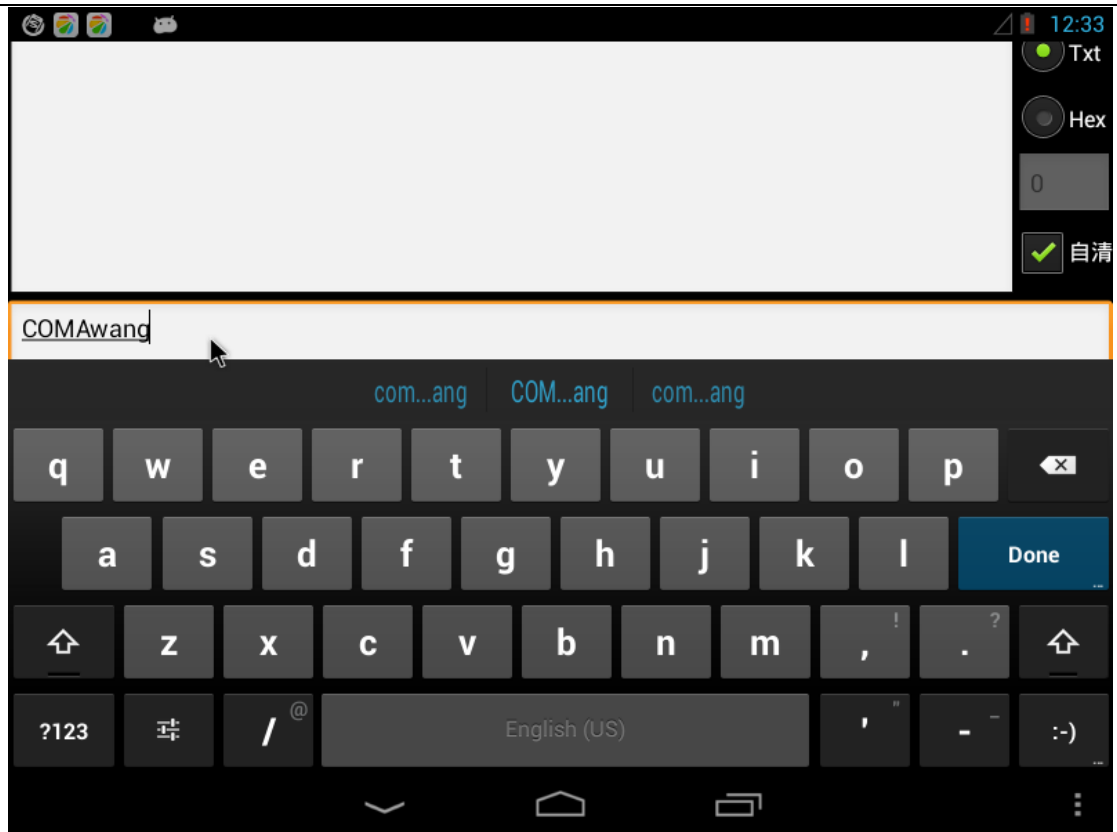 12:33
Txt
Hex
0
自清
COMAwang
com...ang COM...ang com...ang
q w e r t y u i o p
a s d f g h j k l Done
...
! ?
z x c v b n m , .
@ " _
?123 / English (US) ' - :-)
...